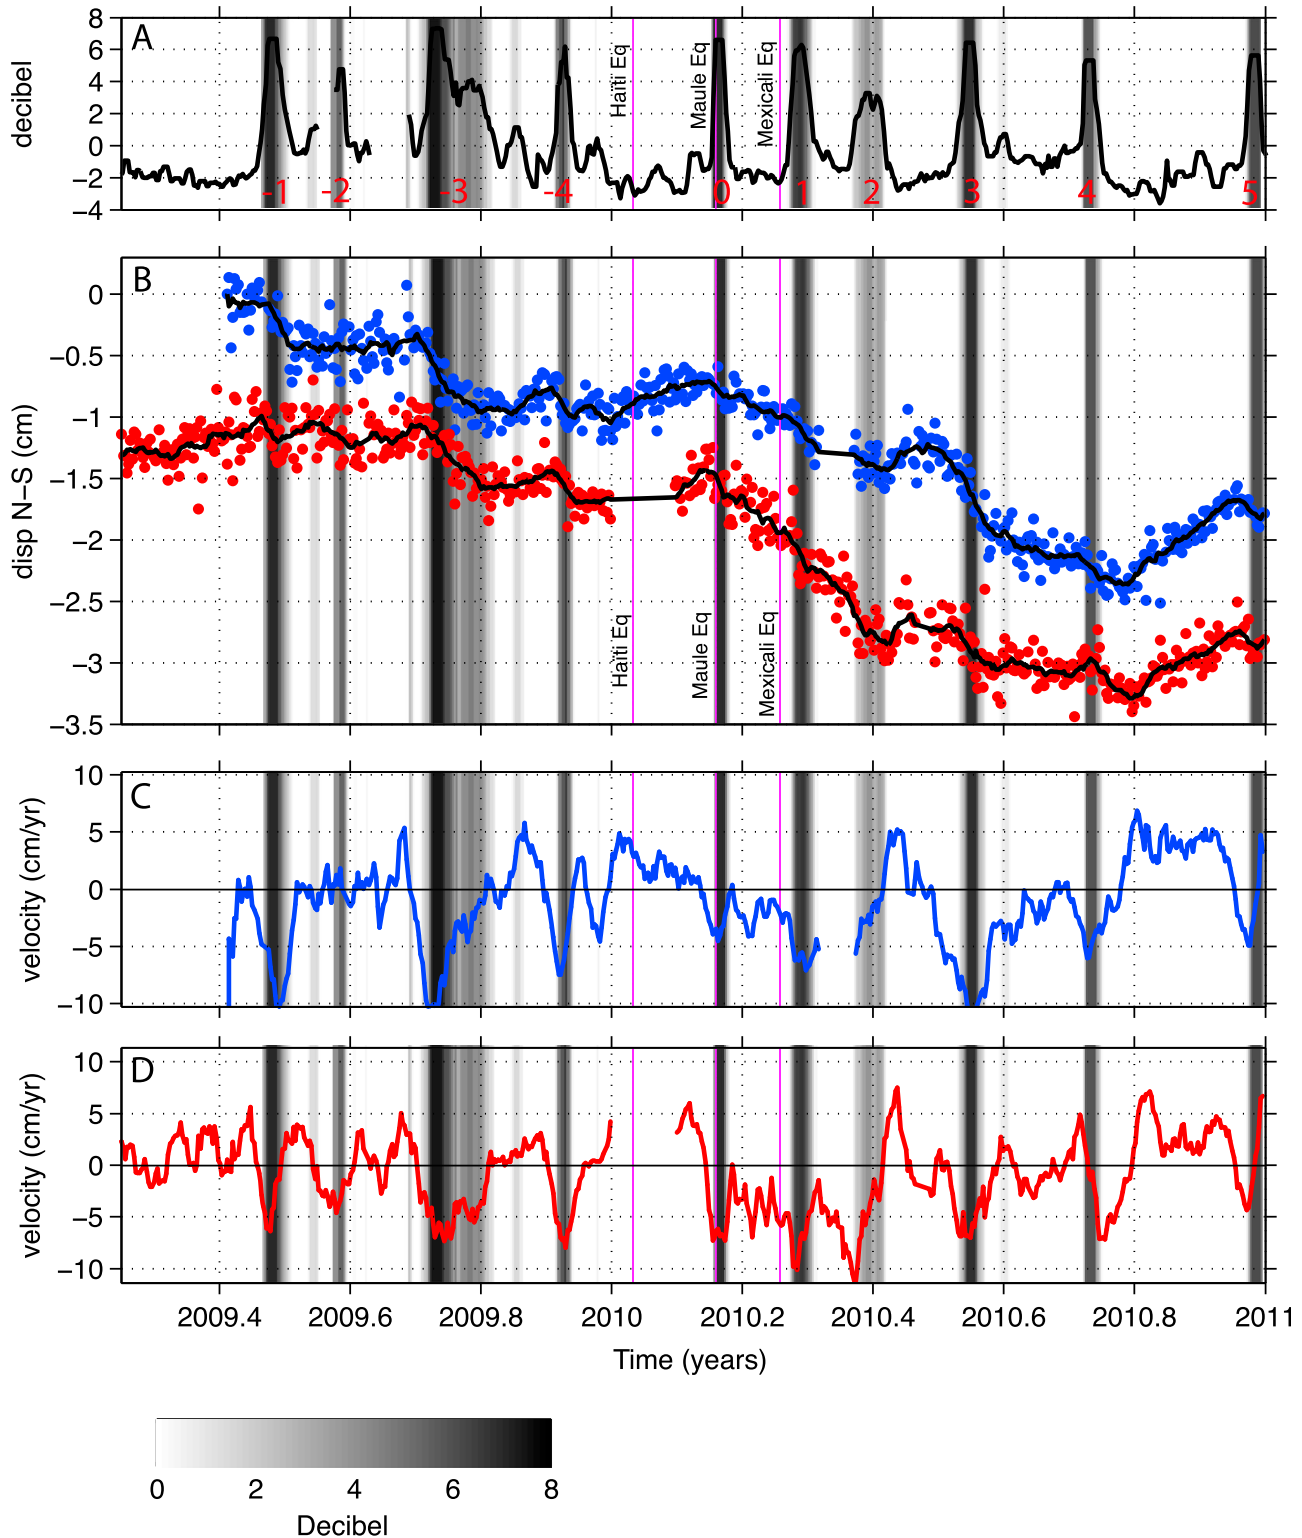 A
decibel
8
6
4
2
0
−2
−4
Haïti Eq
Maule Eq
Mexicali Eq
-1
-2
-3
-4
0
1
2
3
4
5
B
disp N−S (cm)
0
−0.5
−1
−1.5
−2
−2.5
−3
−3.5
Haïti Eq
Maule Eq
Mexicali Eq
C
velocity (cm/yr)
10
5
0
−5
−10
D
velocity (cm/yr)
10
5
0
−5
−10
2009.4 2009.6 2009.8 2010 2010.2 2010.4 2010.6 2010.8 2011
Time (years)
0 2 4 6 8
Decibel